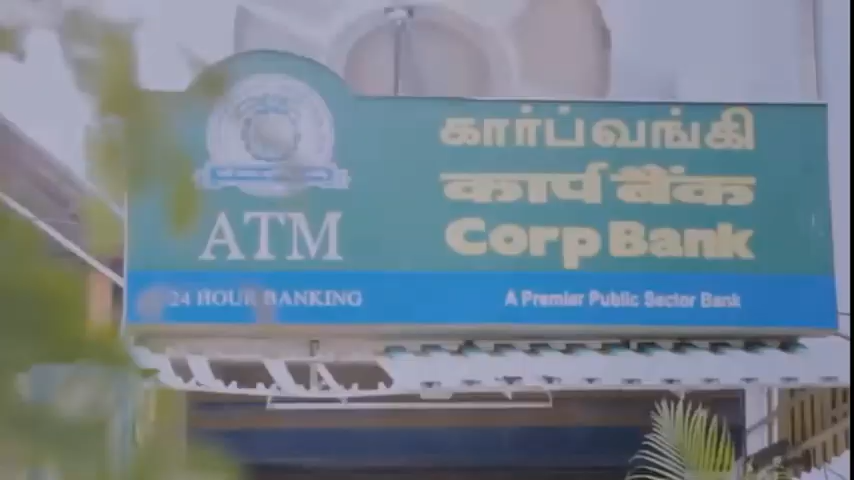 ATM
24 HOUR BANKING
கார்ப் வங்கி
कार्प बैंक
Corp Bank
A Premier Public Sector Bank